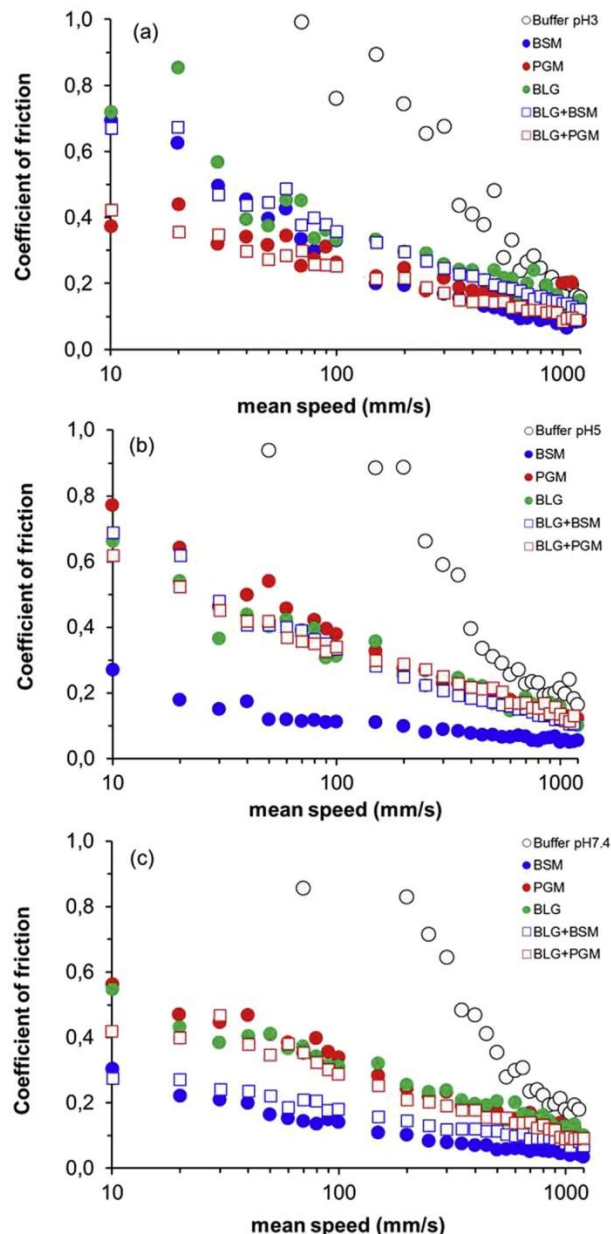 (a)
Buffer pH3
BSM
PGM
BLG
BLG+BSM
BLG+PGM
Coefficient of friction
1,0
0,8
0,6
0,4
0,2
0,0
10
100
1200
mean speed (mm/s)
(b)
Buffer pH5
BSM
PGM
BLG
BLG+BSM
BLG+PGM
Coefficient of friction
1,0
0,8
0,6
0,4
0,2
0,0
10
100
1200
mean speed (mm/s)
(c)
Buffer pH7.4
BSM
PGM
BLG
BLG+BSM
BLG+PGM
Coefficient of friction
1,0
0,8
0,6
0,4
0,2
0,0
10
100
1200
mean speed (mm/s)